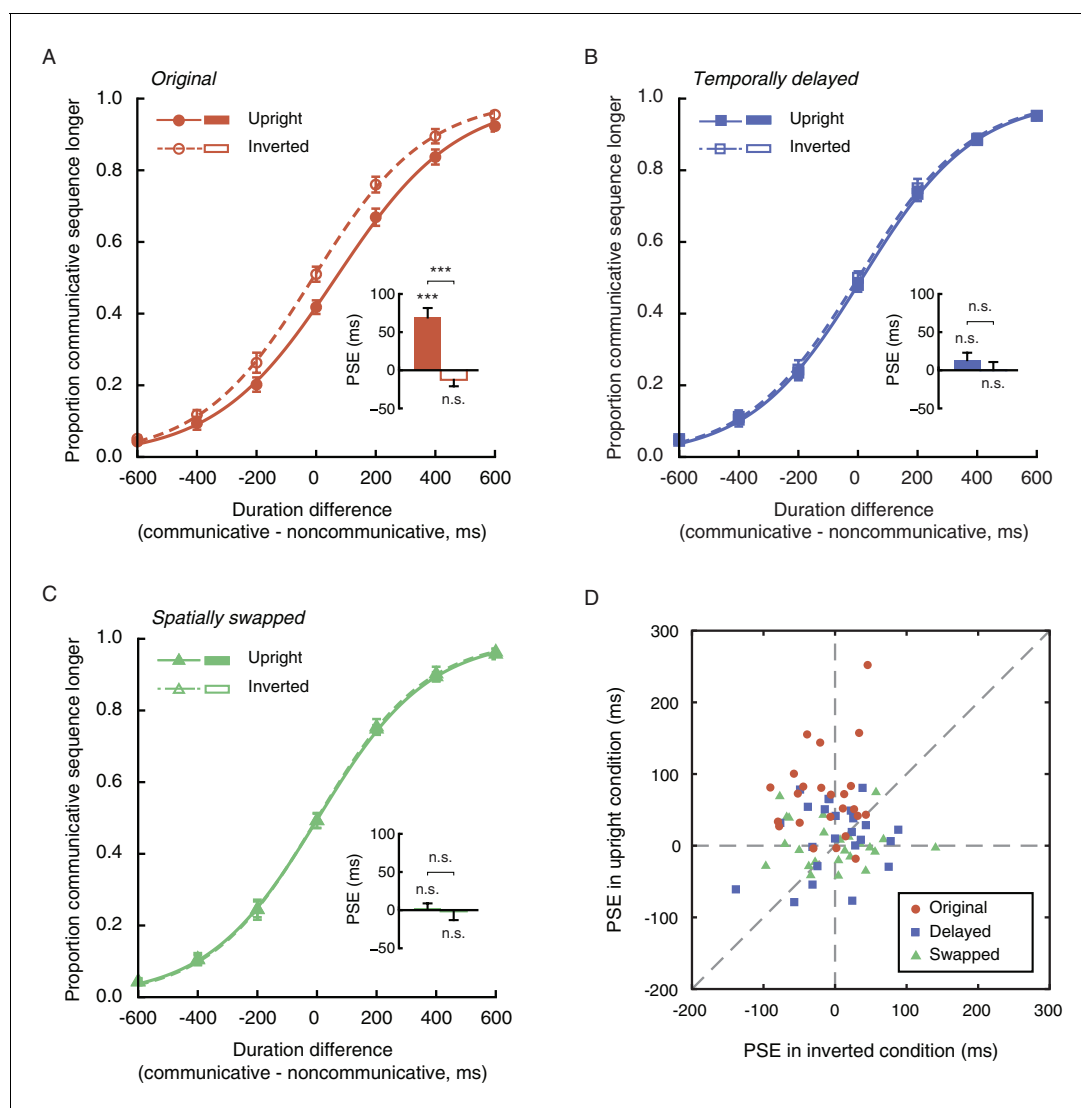 A
Original
Proportion communicative sequence longer
1.0
0.8
0.6
0.4
0.2
0.0
Upright
Inverted
PSE (ms)
100
50
0
−50
***
***
n.s.
-600 -400 -200 0 200 400 600
Duration difference
(communicative - noncommunicative, ms)
B
Temporally delayed
Proportion communicative sequence longer
1.0
0.8
0.6
0.4
0.2
0.0
Upright
Inverted
PSE (ms)
100
50
0
−50
n.s.
n.s.
n.s.
-600 -400 -200 0 200 400 600
Duration difference
(communicative - noncommunicative, ms)
C
Spatially swapped
Proportion communicative sequence longer
1.0
0.8
0.6
0.4
0.2
0.0
Upright
Inverted
PSE (ms)
100
50
0
−50
n.s.
n.s.
n.s.
-600 -400 -200 0 200 400 600
Duration difference
(communicative - noncommunicative, ms)
D
PSE in upright condition (ms)
300
200
100
0
-100
-200
Original
Delayed
Swapped
-200 -100 0 100 200 300
PSE in inverted condition (ms)